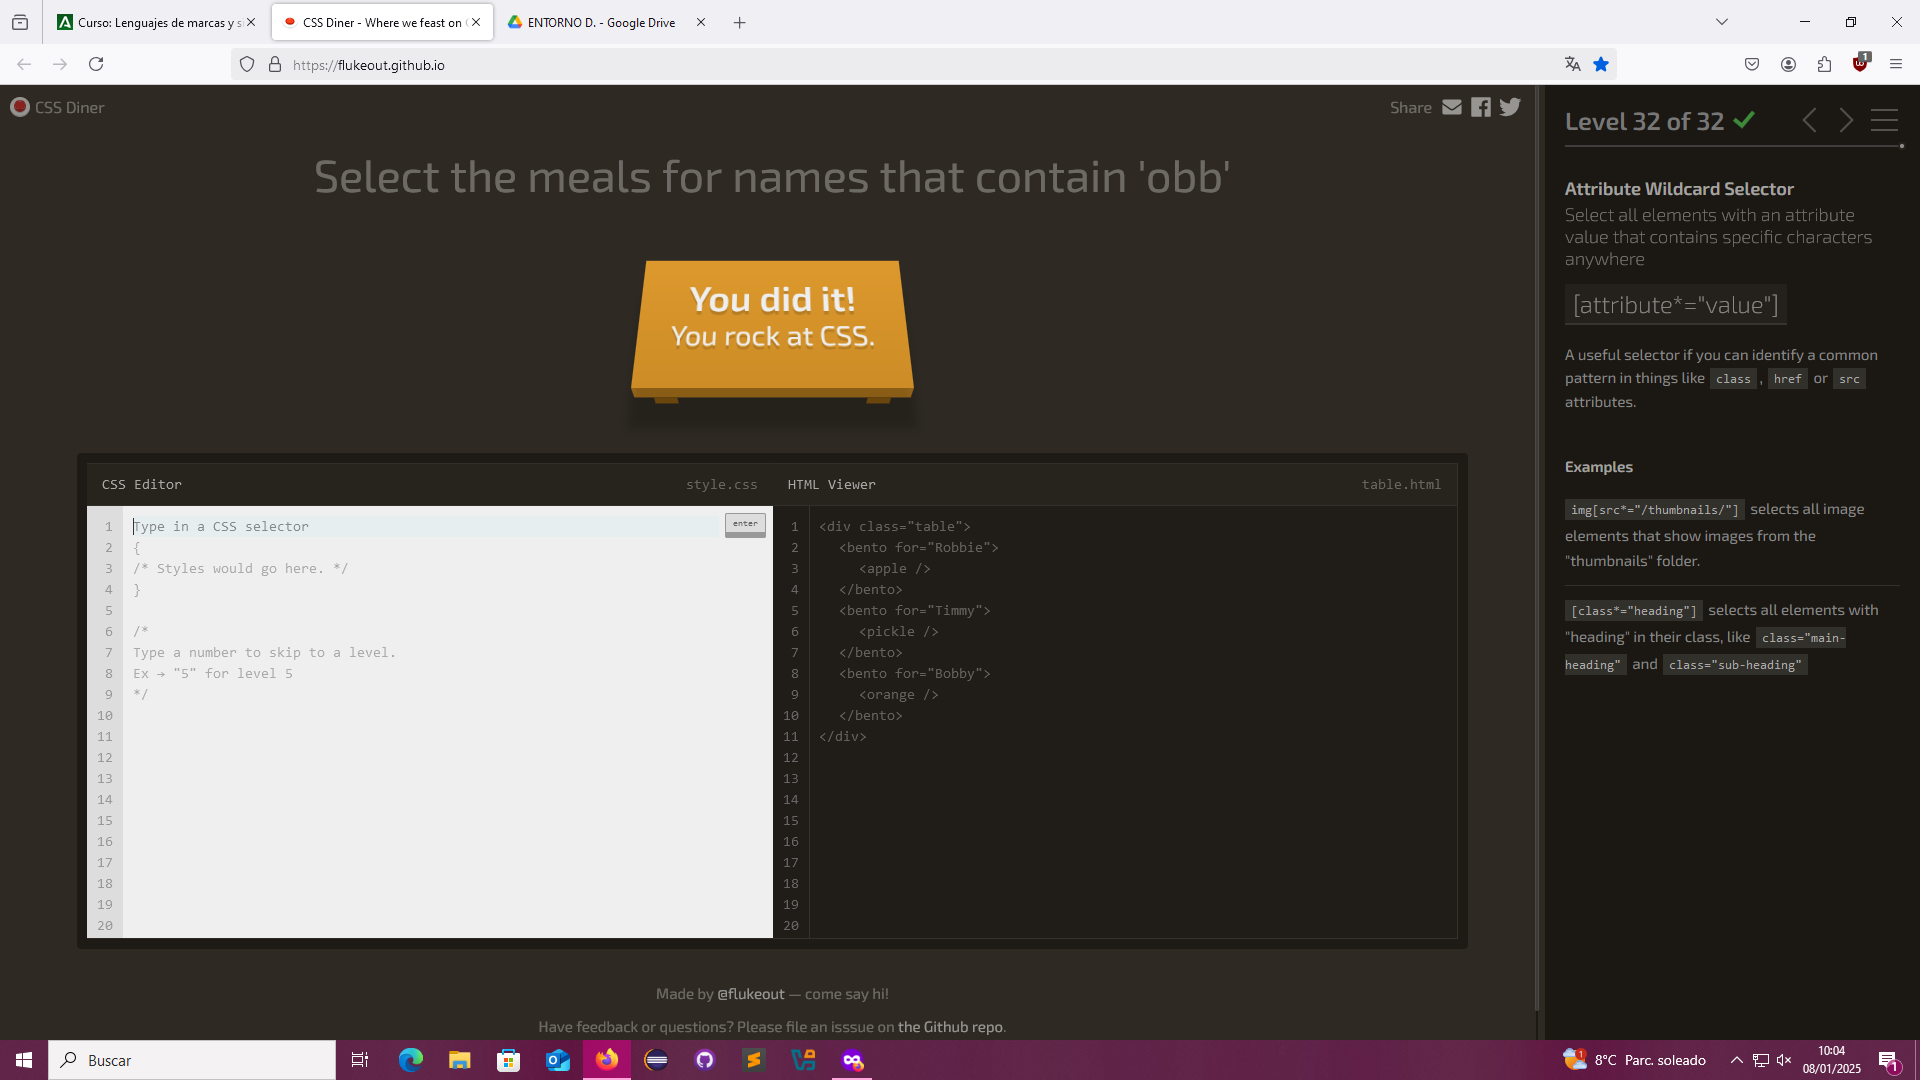 Curso: Lenguajes de marcas y s
CSS Diner - Where we feast on
ENTORNO D. - Google Drive
https://flukeout.github.io
1
CSS Diner
Share
Select the meals for names that contain 'obb'
You did it!
You rock at CSS.
CSS Editor
style.css
1 Type in a CSS selector
enter
2 {
3 /* Styles would go here. */
4 }
5
6 /*
7 Type a number to skip to a level.
8 Ex → "5" for level 5
9 */
10
11
12
13
14
15
16
17
18
19
20
HTML Viewer
table.html
1 <div class="table">
2 <bento for="Robbie">
3 <apple />
4 </bento>
5 <bento for="Timmy">
6 <pickle />
7 </bento>
8 <bento for="Bobby">
9 <orange />
10 </bento>
11 </div>
12
13
14
15
16
17
18
19
20
Made by @flukeout — come say hi!
Have feedback or questions? Please file an isssue on the Github repo.
Level 32 of 32
Attribute Wildcard Selector
Select all elements with an attribute
value that contains specific characters
anywhere
[attribute*="value"]
A useful selector if you can identify a common
pattern in things like class , href or src
attributes.
Examples
img[src*="/thumbnails/"] selects all image
elements that show images from the
"thumbnails" folder.
[class*="heading"] selects all elements with
"heading" in their class, like class="main-
heading" and class="sub-heading"
Buscar
1
8°C Parc. soleado
10:04
08/01/2025
1